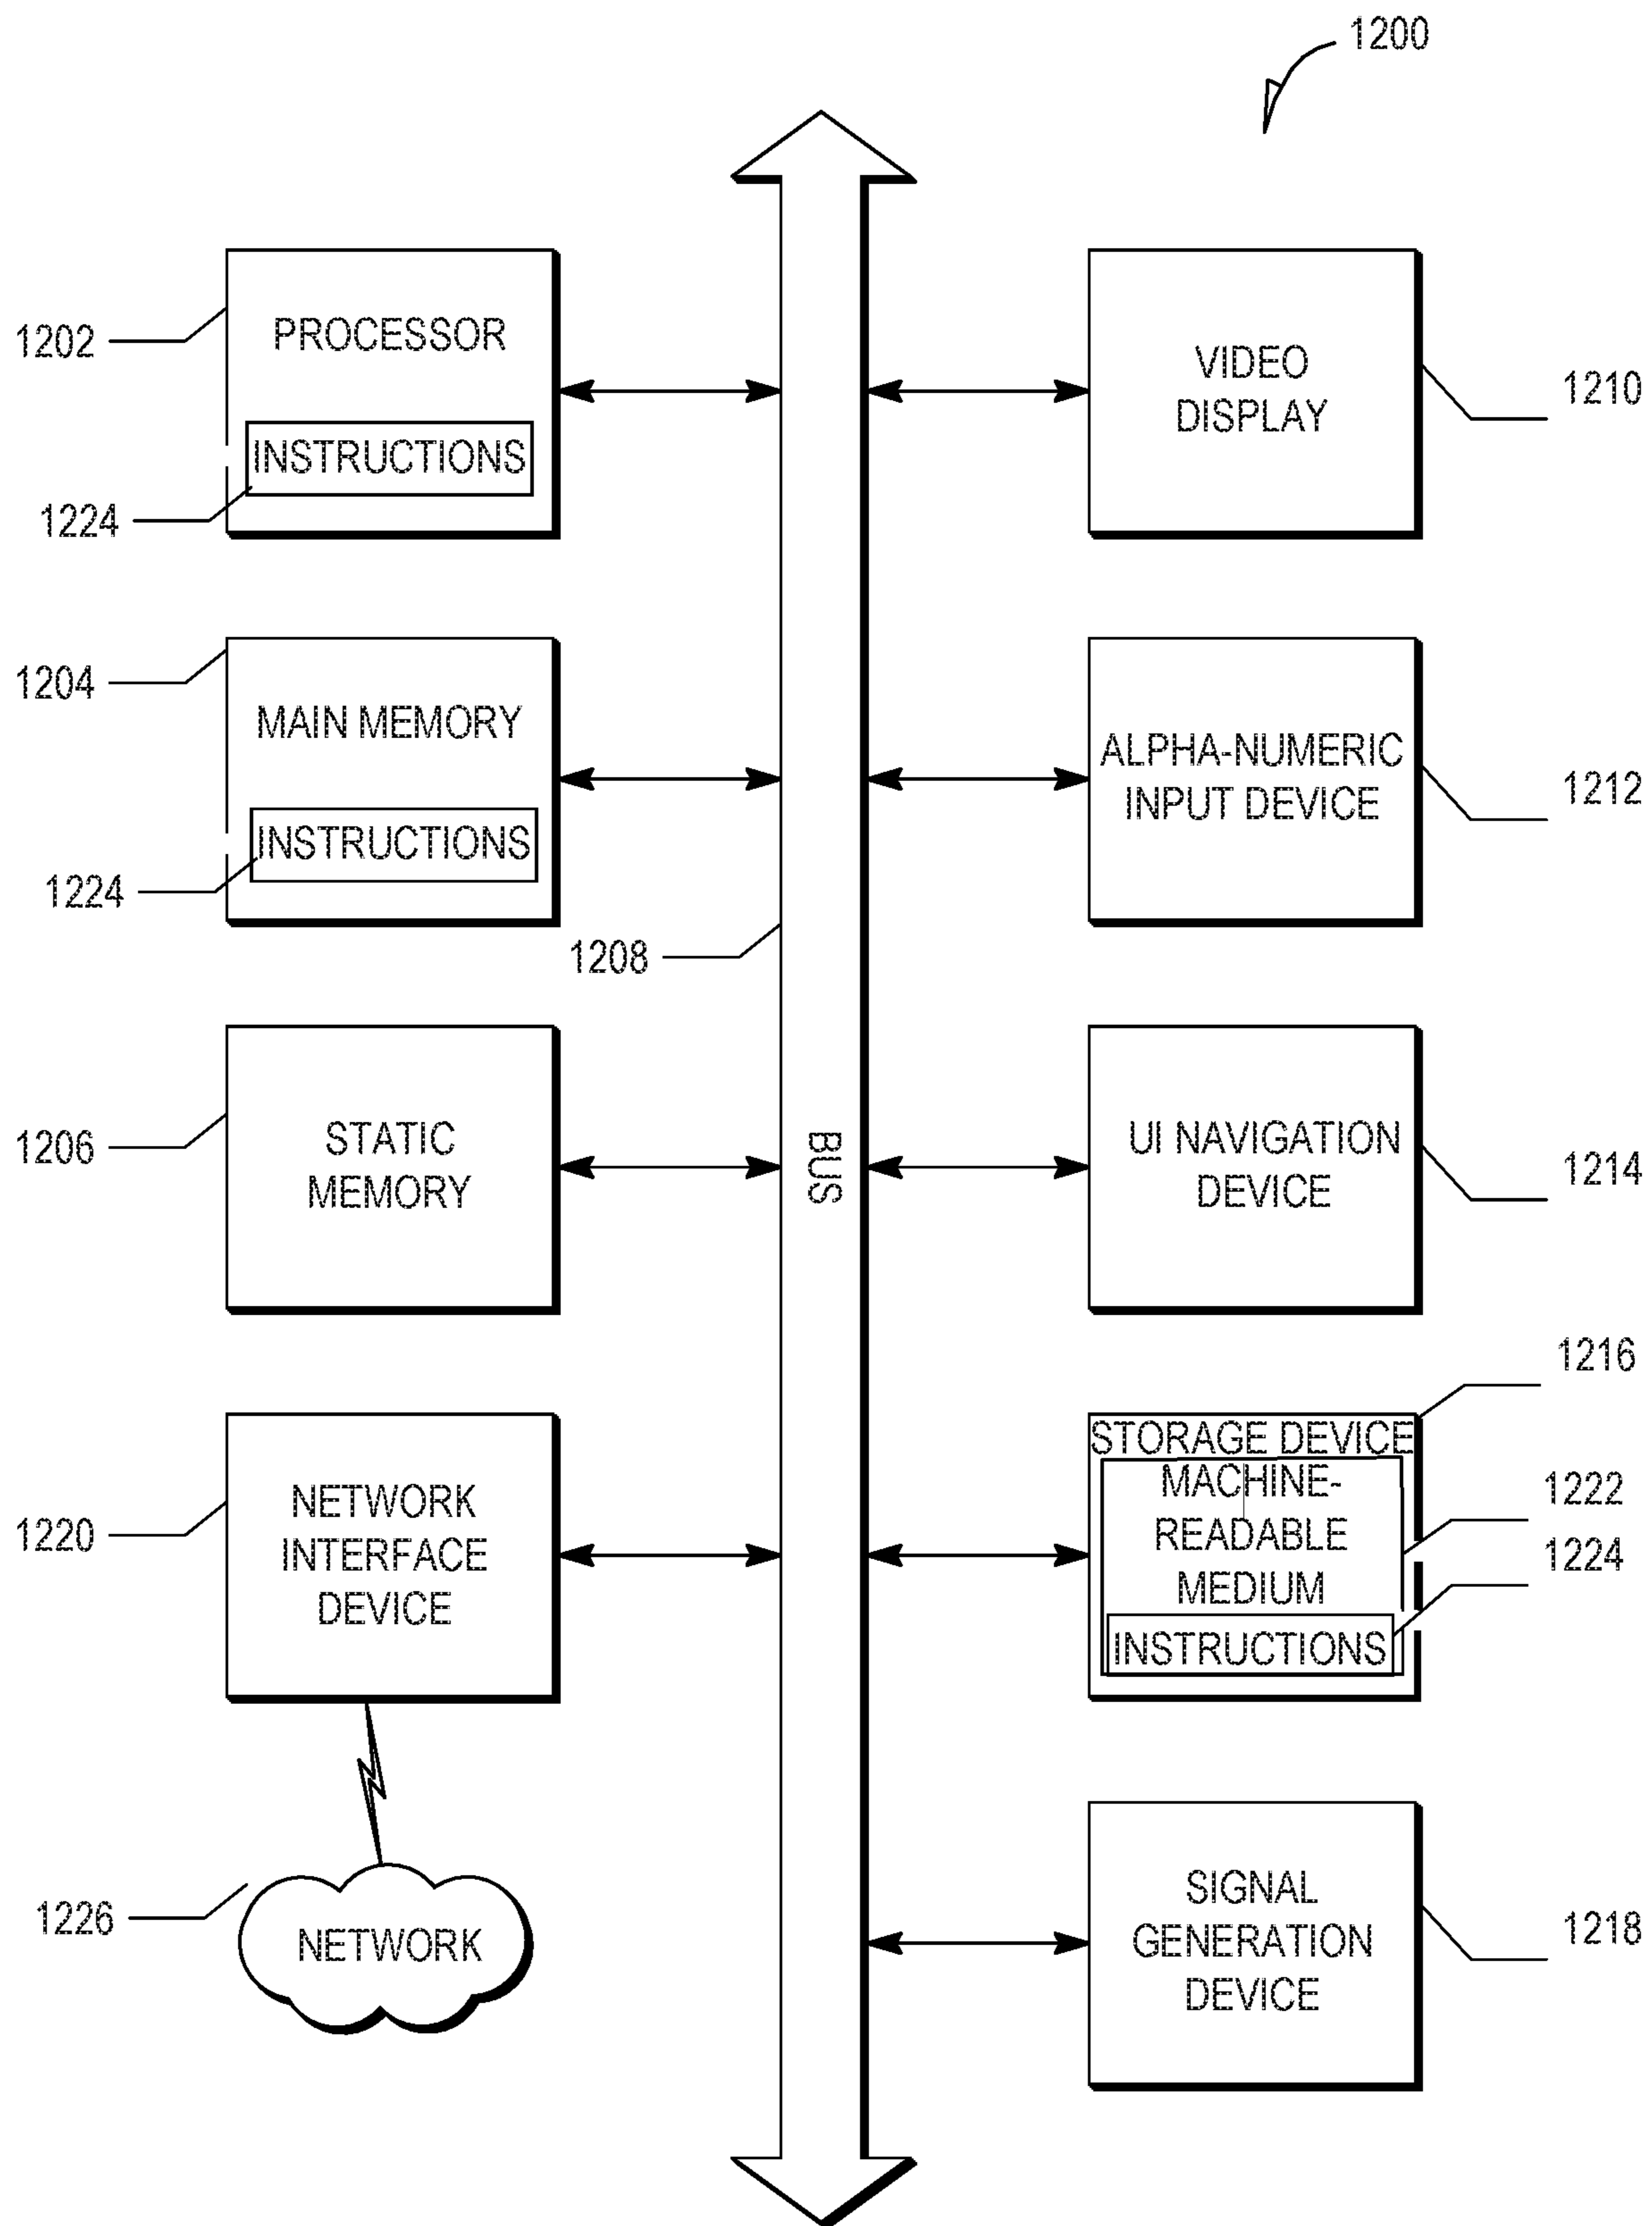 1200
1202
PROCESSOR
INSTRUCTIONS
1224
VIDEO
DISPLAY
1210
1204
MAIN MEMORY
INSTRUCTIONS
1224
1208
ALPHA-NUMERIC
INPUT DEVICE
1212
1206
STATIC
MEMORY
BUS
UI NAVIGATION
DEVICE
1214
1220
NETWORK
INTERFACE
DEVICE
1216
STORAGE DEVICE
MACHINE-
READABLE
MEDIUM
INSTRUCTIONS
1222
1224
1226
NETWORK
SIGNAL
GENERATION
DEVICE
1218